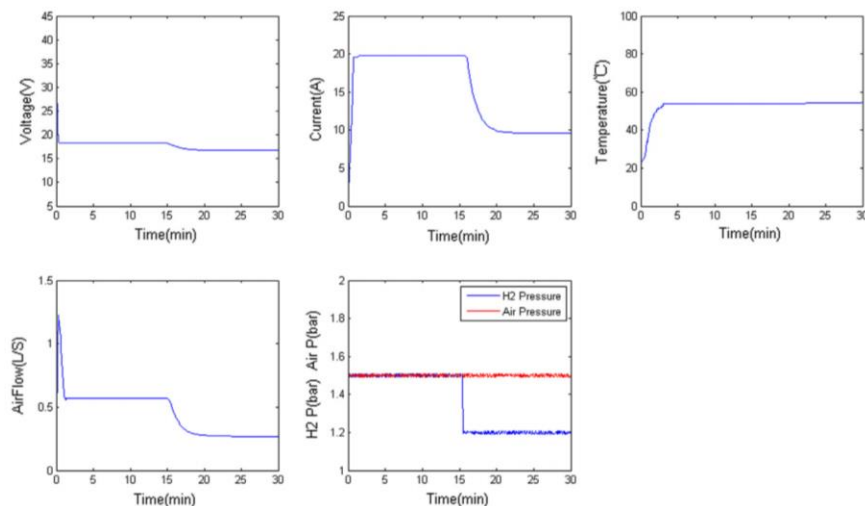 Voltage(V)
45
40
35
30
25
20
15
10
5
0 5 10 15 20 25 30
Time(min)
Current(A)
25
20
15
10
5
0
0 5 10 15 20 25 30
Time(min)
Temperature(℃)
100
80
60
40
20
0
0 5 10 15 20 25 30
Time(min)
AirFlow(L/S)
1.5
1
0.5
0
0 5 10 15 20 25 30
Time(min)
H2 P(bar) Air P(bar)
2
1.8
1.6
1.4
1.2
1
H2 Pressure
Air Pressure
0 5 10 15 20 25 30
Time(min)